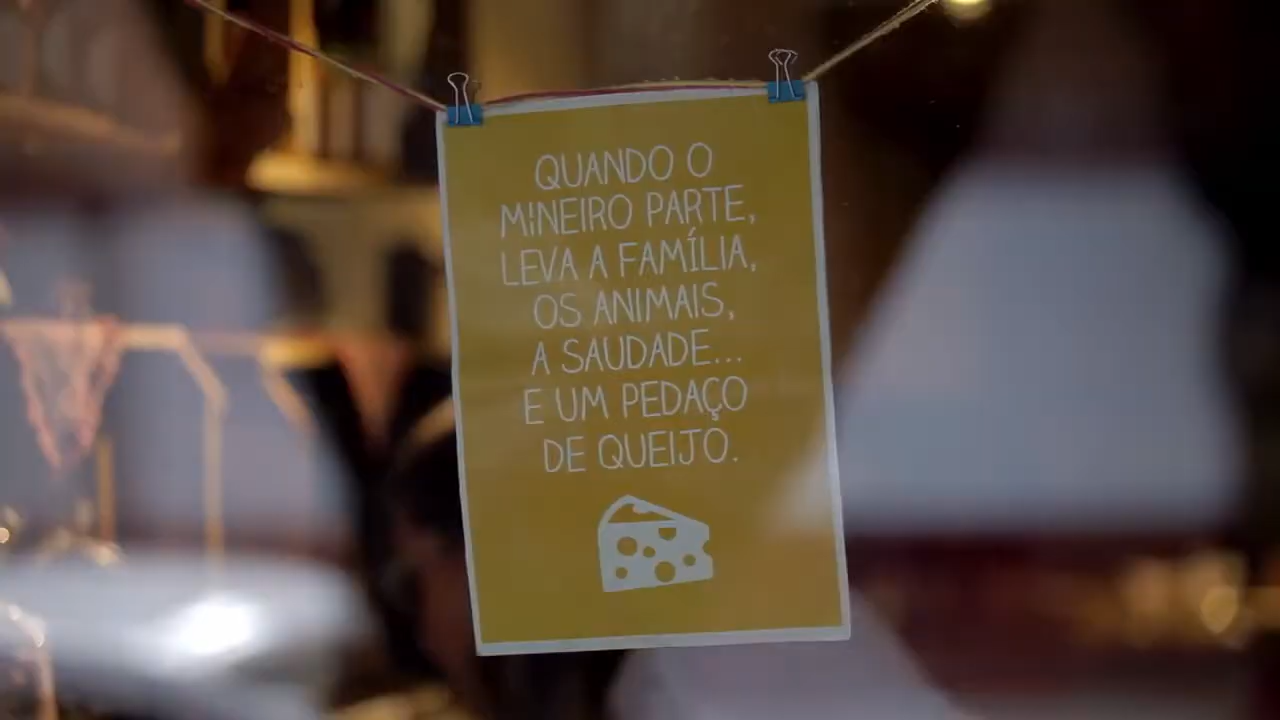 QUANDO O
MINEIRO PARTE,
LEVA A FAMÍLIA,
OS ANIMAIS,
A SAUDADE...
E UM PEDAÇO
DE QUEIJO.